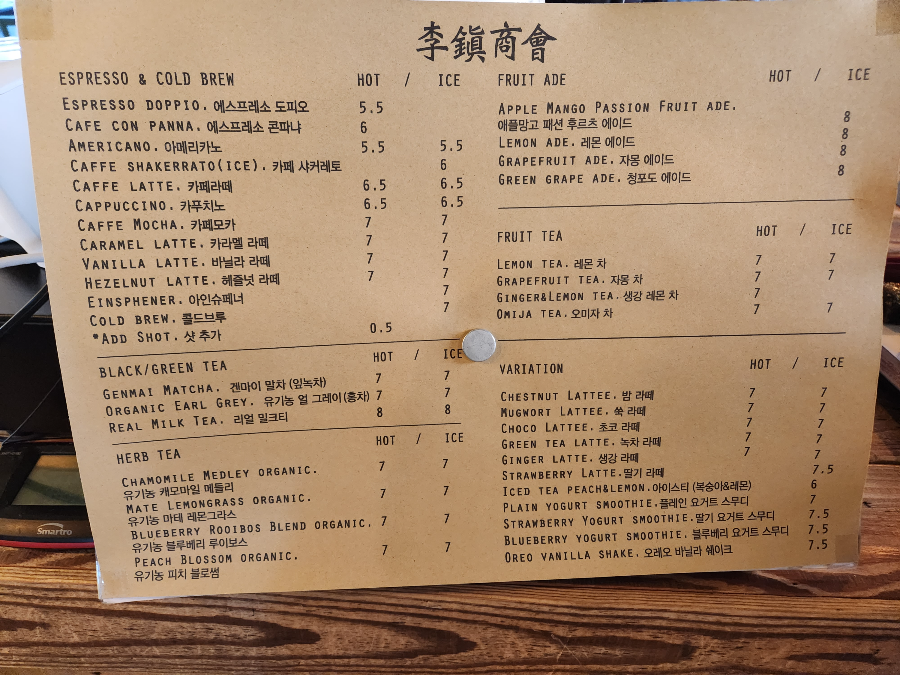 李鎭商會
ESPRESSO & COLD BREW HOT / ICE
ESPRESSO DOPPIO. 에스프레소 도피오 5.5
CAFE CON PANNA. 에스프레소 콘파냐 6
AMERICANO. 아메리카노 5.5 5.5
CAFFE SHAKERRATO(ICE). 카페 샤커레토 6
CAFFE LATTE. 카페라떼 6.5 6.5
CAPPUCCINO. 카푸치노 6.5 6.5
CAFFE MOCHA. 카페모카 7 7
CARAMEL LATTE. 카라멜 라떼 7 7
VANILLA LATTE. 바닐라 라떼 7 7
HEZELNUT LATTE. 헤즐넛 라떼 7 7
EINSPHENER. 아인슈페너 7
COLD BREW. 콜드브루 7
*ADD SHOT. 샷 추가 0.5
BLACK/GREEN TEA HOT / ICE
GENMAI MATCHA. 겐마이 말차 (잎녹차) 7 7
ORGANIC EARL GREY. 유기농 얼 그레이(홍차) 7 7
REAL MILK TEA. 리얼 밀크티 8 8
HERB TEA HOT / ICE
CHAMOMILE MEDLEY ORGANIC. 7 7
유기농 캐모마일 메들리
MATE LEMONGRASS ORGANIC. 7 7
유기농 마테 레몬그라스
BLUEBERRY ROOIBOS BLEND ORGANIC. 7 7
유기농 블루베리 루이보스
PEACH BLOSSOM ORGANIC. 7 7
유기농 피치 블로썸
FRUIT ADE HOT / ICE
APPLE MANGO PASSION FRUIT ADE. 8
애플망고 패션 후르츠 에이드
LEMON ADE. 레몬 에이드 8
GRAPEFRUIT ADE. 자몽 에이드 8
GREEN GRAPE ADE. 청포도 에이드 8
FRUIT TEA HOT / ICE
LEMON TEA. 레몬 차 7 7
GRAPEFRUIT TEA. 자몽 차 7 7
GINGER&LEMON TEA. 생강 레몬 차 7
OMIJA TEA. 오미자 차 7 7
VARIATION HOT / ICE
CHESTNUT LATTEE. 밤 라떼 7 7
MUGWORT LATTEE. 쑥 라떼 7 7
CHOCO LATTE. 초코 라떼 7 7
GREEN TEA LATTE. 녹차 라떼 7 7
GINGER LATTE. 생강 라떼 7 7
STRAWBERRY LATTE.딸기 라떼 7.5
ICED TEA PEACH&LEMON.아이스티 (복숭아&레몬) 6
PLAIN YOGURT SMOOTHIE.플레인 요거트 스무디 7
STRAWBERRY YOGURT SMOOTHIE.딸기 요거트 스무디 7.5
BLUEBERRY YOGURT SMOOTHIE. 블루베리 요거트 스무디 7.5
OREO VANILLA SHAKE. 오레오 바닐라 쉐이크 7.5
Smartro